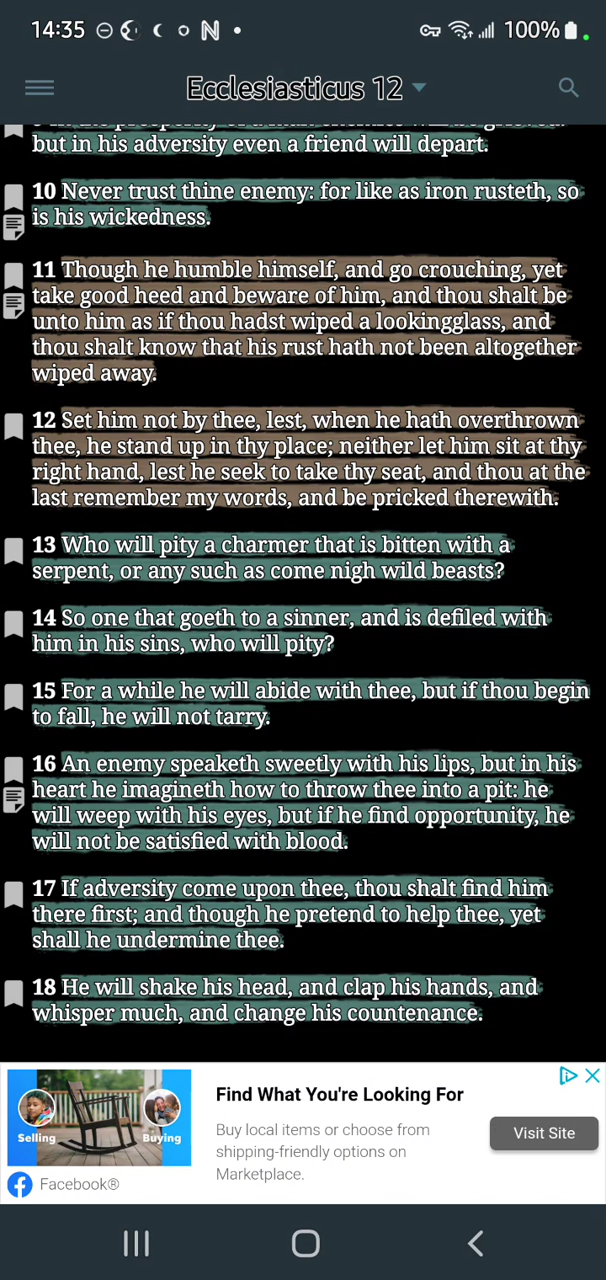 14:35
100%
Ecclesiasticus 12
but in his adversity even a friend will depart.
10 Never trust thine enemy: for like as iron rusteth, so
is his wickedness.
11 Though he humble himself, and go crouching, yet
take good heed and beware of him, and thou shalt be
unto him as if thou hadst wiped a lookingglass, and
thou shalt know that his rust hath not been altogether
wiped away.
12 Set him not by thee, lest, when he hath overthrown
thee, he stand up in thy place; neither let him sit at thy
right hand, lest he seek to take thy seat, and thou at the
last remember my words, and be pricked therewith.
13 Who will pity a charmer that is bitten with a
serpent, or any such as come nigh wild beasts?
14 So one that goeth to a sinner, and is defiled with
him in his sins, who will pity?
15 For a while he will abide with thee, but if thou begin
to fall, he will not tarry.
16 An enemy speaketh sweetly with his lips, but in his
heart he imagineth how to throw thee into a pit: he
will weep with his eyes, but if he find opportunity, he
will not be satisfied with blood.
17 If adversity come upon thee, thou shalt find him
there first; and though he pretend to help thee, yet
shall he undermine thee.
18 He will shake his head, and clap his hands, and
whisper much, and change his countenance.
Selling
Buying
Facebook®
Find What You're Looking For
Buy local items or choose from
shipping-friendly options on
Marketplace.
Visit Site